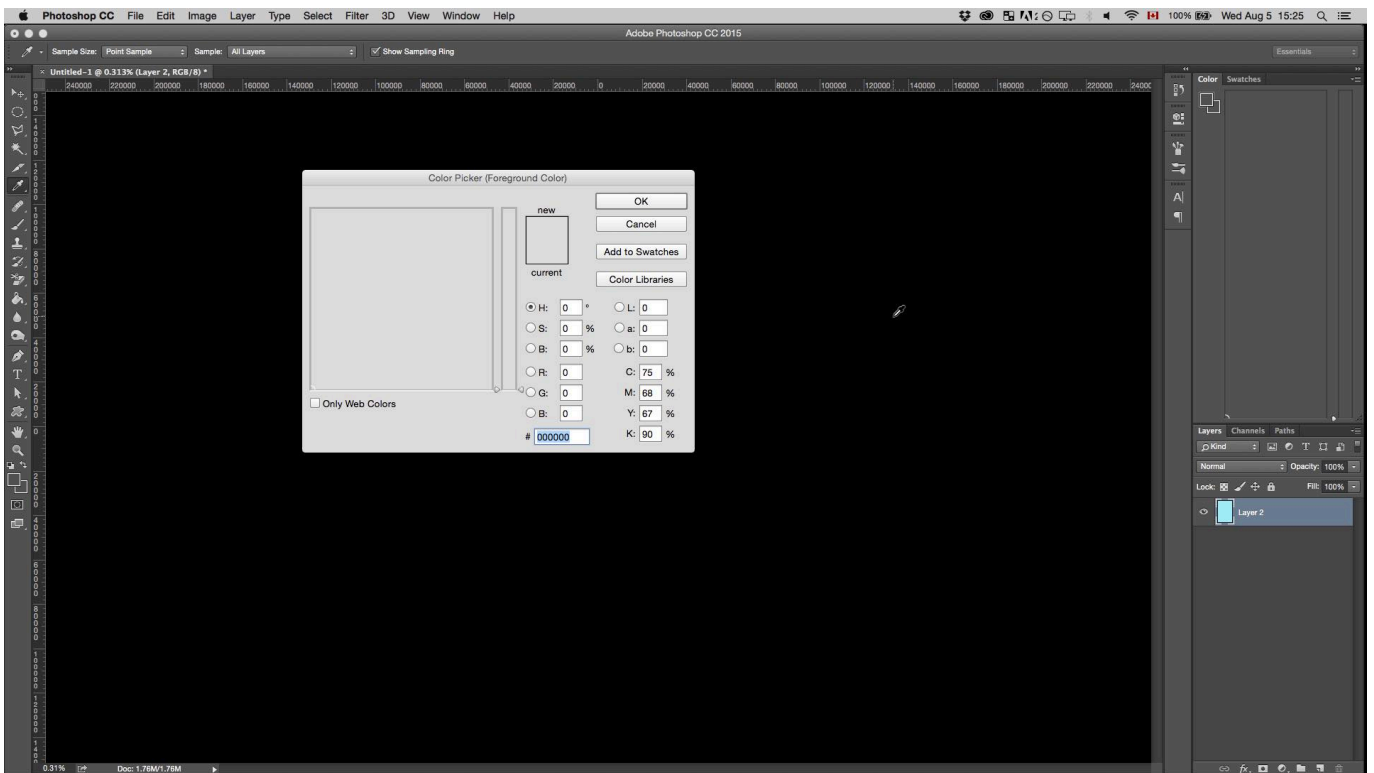 Photoshop CC File Edit Image Layer Type Select Filter 3D View Window Help 100% Wed Aug 5 15:25
Adobe Photoshop CC 2015
Sample Size: Point Sample Sample: All Layers Show Sampling Ring Essentials
× Untitled-1 @ 0.313% (Layer 2, RGB/8) *
240000 220000 200000 180000 160000 140000 120000 100000 80000 60000 40000 20000 0 20000 40000 60000 80000 100000 120000 140000 160000 180000 200000 220000 24000
Color Swatches
Color Picker (Foreground Color)
new
current
OK
Cancel
Add to Swatches
Color Libraries
H: 0 ° L: 0
S: 0 % a: 0
B: 0 % b: 0
R: 0 C: 75 %
G: 0 M: 68 %
B: 0 Y: 67 %
# 000000 K: 90 %
Only Web Colors
Layers Channels Paths
Kind
Normal Opacity: 100%
Lock: Fill: 100%
Layer 2
0.31% Doc: 1.76M/1.76M